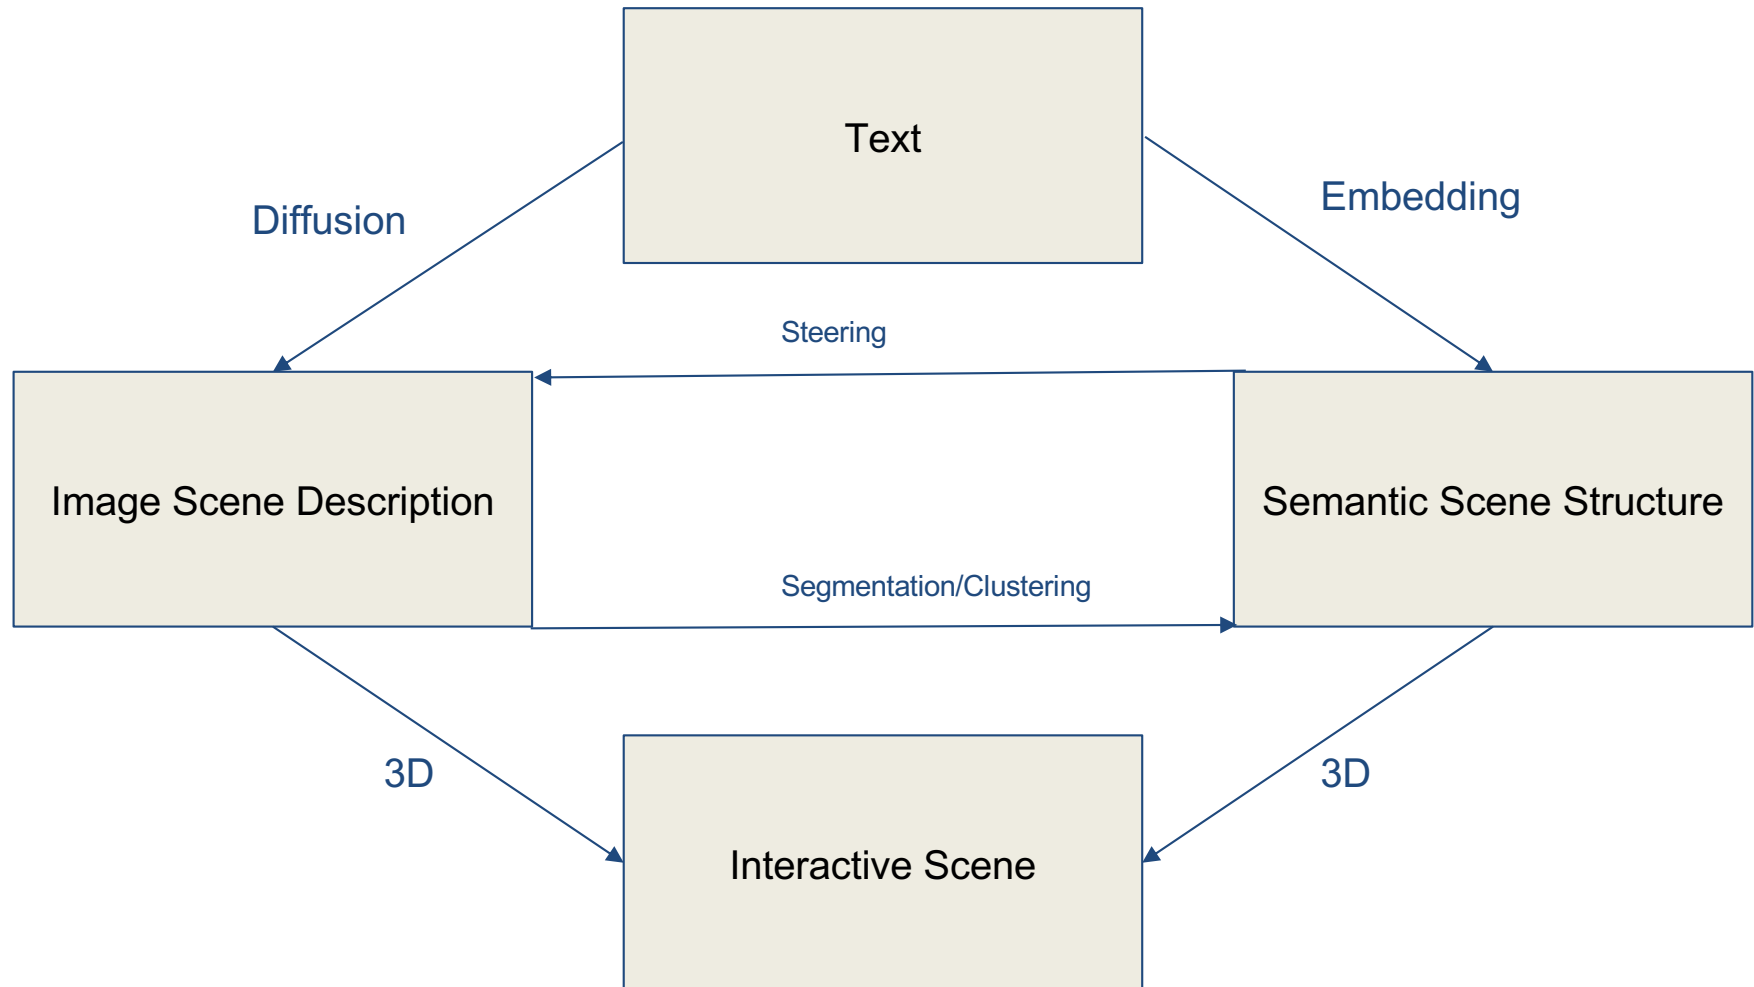 Text
Diffusion
Embedding
Steering
Image Scene Description
Semantic Scene Structure
Segmentation/Clustering
3D
3D
Interactive Scene